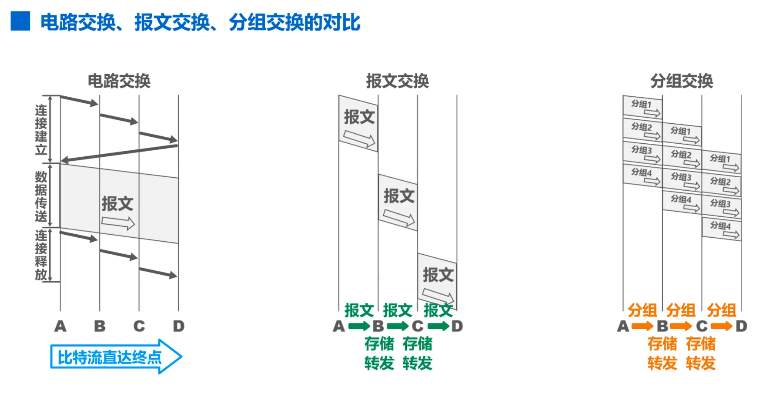 电路交换、报文交换、分组交换的对比
电路交换
连接建立
数据传送
连接释放
报文
A B C D
比特流直达终点
报文交换
报文
报文
报文
报文 报文 报文
A B C D
存储 存储
转发 转发
分组交换
分组1
分组2 分组1
分组3 分组2 分组1
分组4 分组3 分组2
分组4 分组3
分组4
分组 分组 分组
A B C D
存储 存储
转发 转发